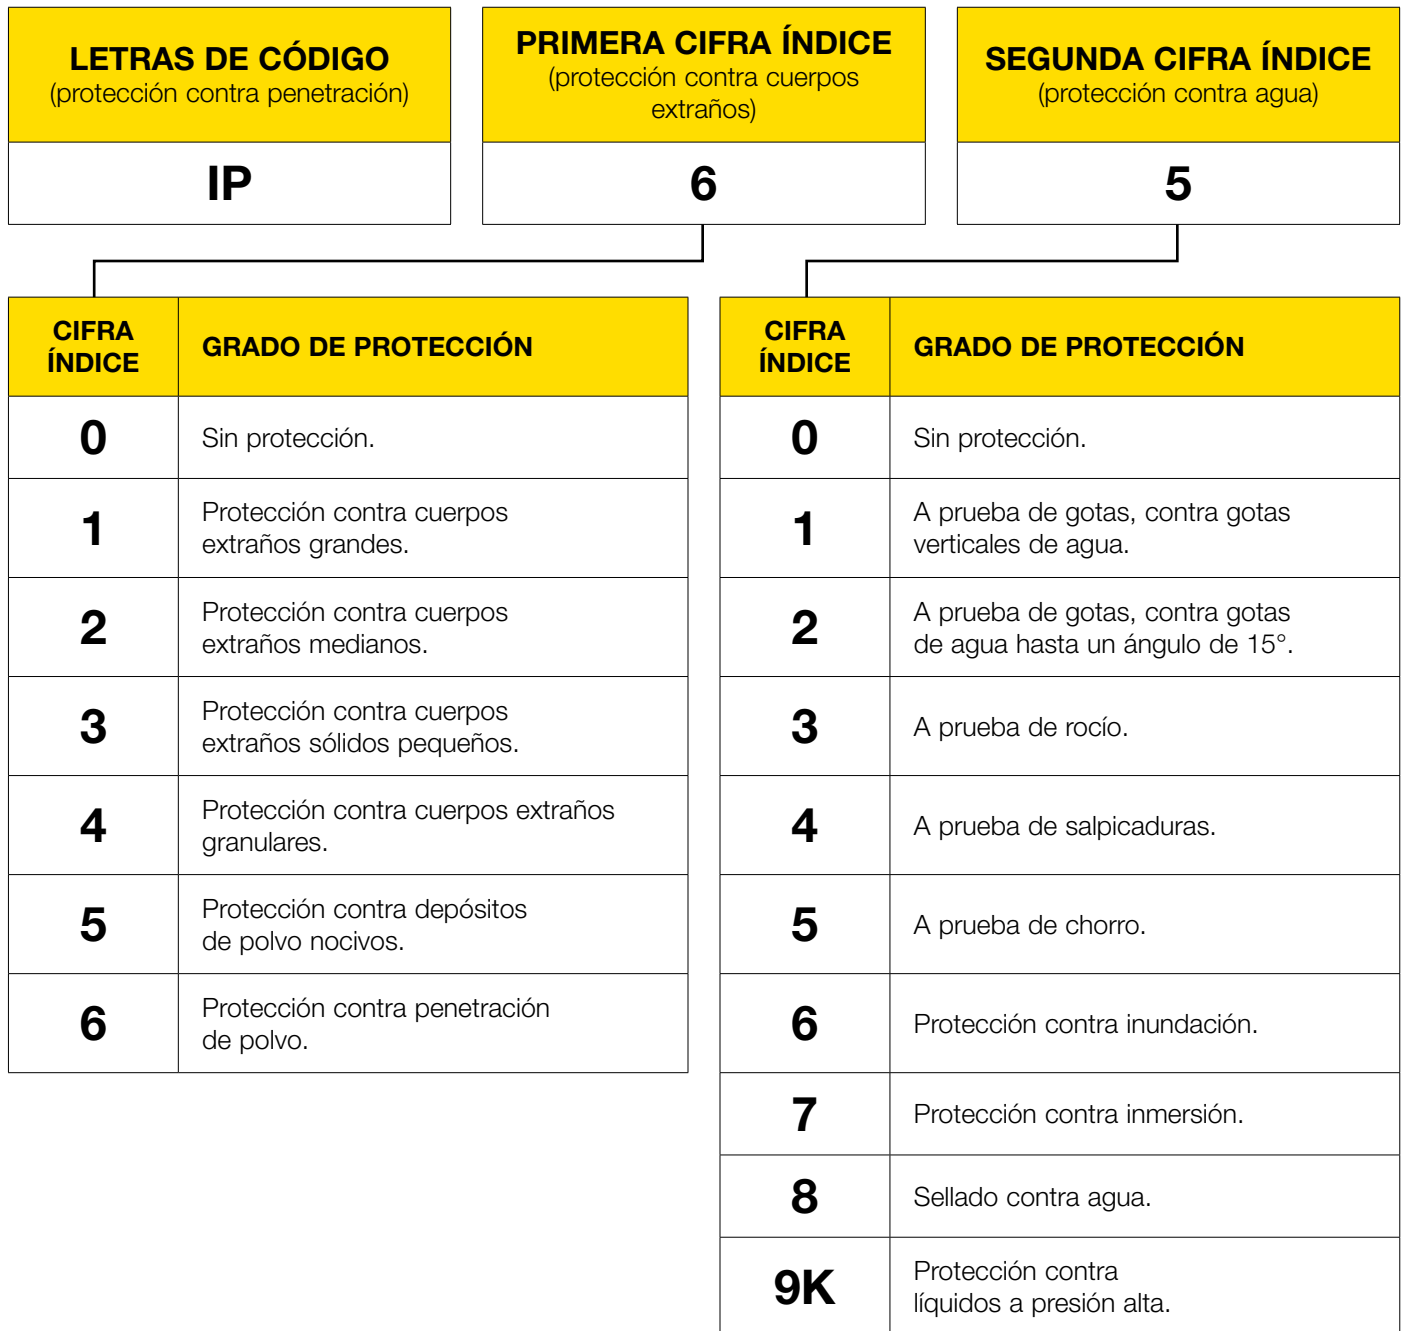 LETRAS DE CÓDIGO
(protección contra penetración)
IP
PRIMERA CIFRA ÍNDICE
(protección contra cuerpos
extraños)
6
SEGUNDA CIFRA ÍNDICE
(protección contra agua)
5
CIFRA
ÍNDICE
GRADO DE PROTECCIÓN
0
Sin protección.
1
Protección contra cuerpos
extraños grandes.
2
Protección contra cuerpos
extraños medianos.
3
Protección contra cuerpos
extraños sólidos pequeños.
4
Protección contra cuerpos extraños
granulares.
5
Protección contra depósitos
de polvo nocivos.
6
Protección contra penetración
de polvo.
CIFRA
ÍNDICE
GRADO DE PROTECCIÓN
0
Sin protección.
1
A prueba de gotas, contra gotas
verticales de agua.
2
A prueba de gotas, contra gotas
de agua hasta un ángulo de 15°.
3
A prueba de rocío.
4
A prueba de salpicaduras.
5
A prueba de chorro.
6
Protección contra inundación.
7
Protección contra inmersión.
8
Sellado contra agua.
9K
Protección contra
líquidos a presión alta.